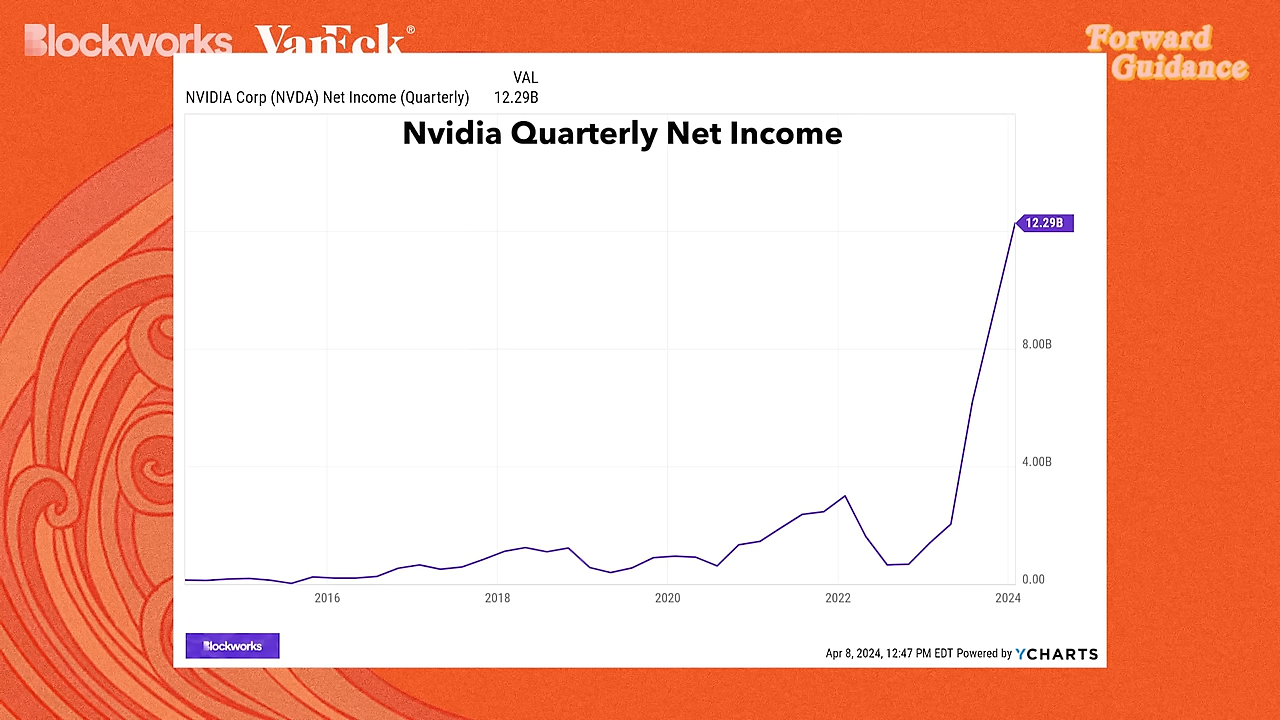 Blockworks VanEck®
Forward
Guidance
VAL
NVIDIA Corp (NVDA) Net Income (Quarterly) 12.29B
Nvidia Quarterly Net Income
12.29B
8.00B
4.00B
0.00
2016 2018 2020 2022 2024
Blockworks
Apr 8, 2024, 12:47 PM EDT Powered by YCHARTS